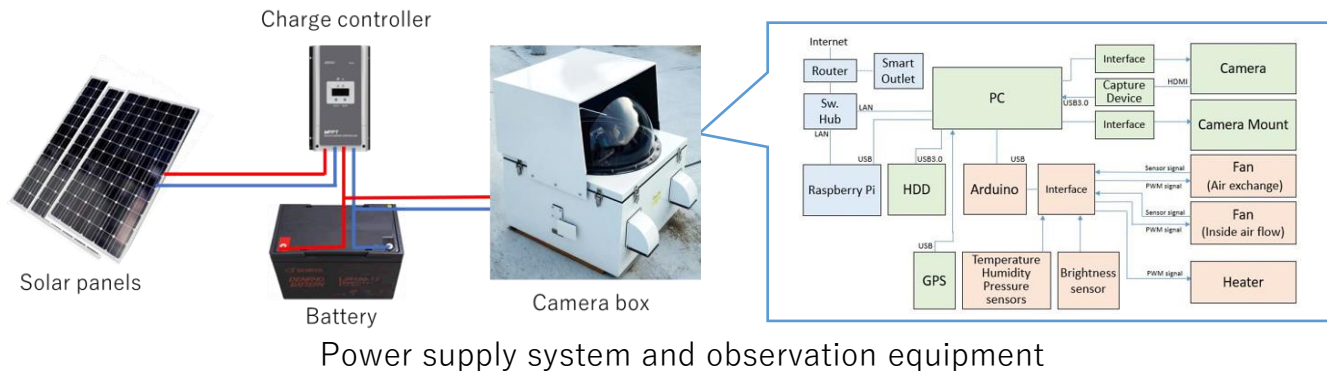 Charge controller
MPPT
Solar panels
Battery
Camera box
Internet
Router
Smart
Outlet
Sw.
Hub
LAN
LAN
PC
Interface
Camera
HDMI
Capture
Device
USB3.0
Interface
Camera Mount
USB
USB3.0
USB
Raspberry Pi
HDD
Arduino
Interface
Sensor signal
PWM signal
Fan
(Air exchange)
Sensor signal
PWM signal
Fan
(Inside air flow)
USB
GPS
Temperature
Humidity
Pressure
sensors
Brightness
sensor
PWM signal
Heater
Power supply system and observation equipment